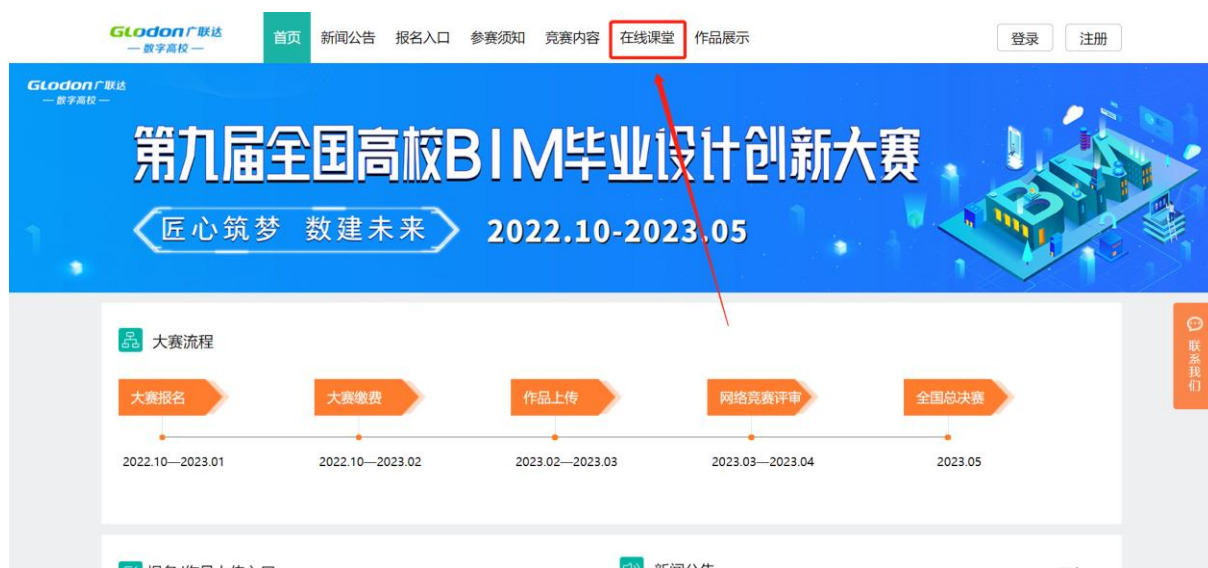 Glodon广联达
— 数字高校 —
首页 新闻公告 报名入口 参赛须知 竞赛内容 在线课堂 作品展示 登录 注册
Glodon广联达
— 数字高校 —
第九届全国高校BIM毕业设计创新大赛
匠心筑梦 数建未来 2022.10-2023.05
BIM
联系我们
大赛流程
大赛报名 大赛缴费 作品上传 网络竞赛评审 全国总决赛
2022.10—2023.01 2022.10—2023.02 2023.02—2023.03 2023.03—2023.04 2023.05
新闻公告